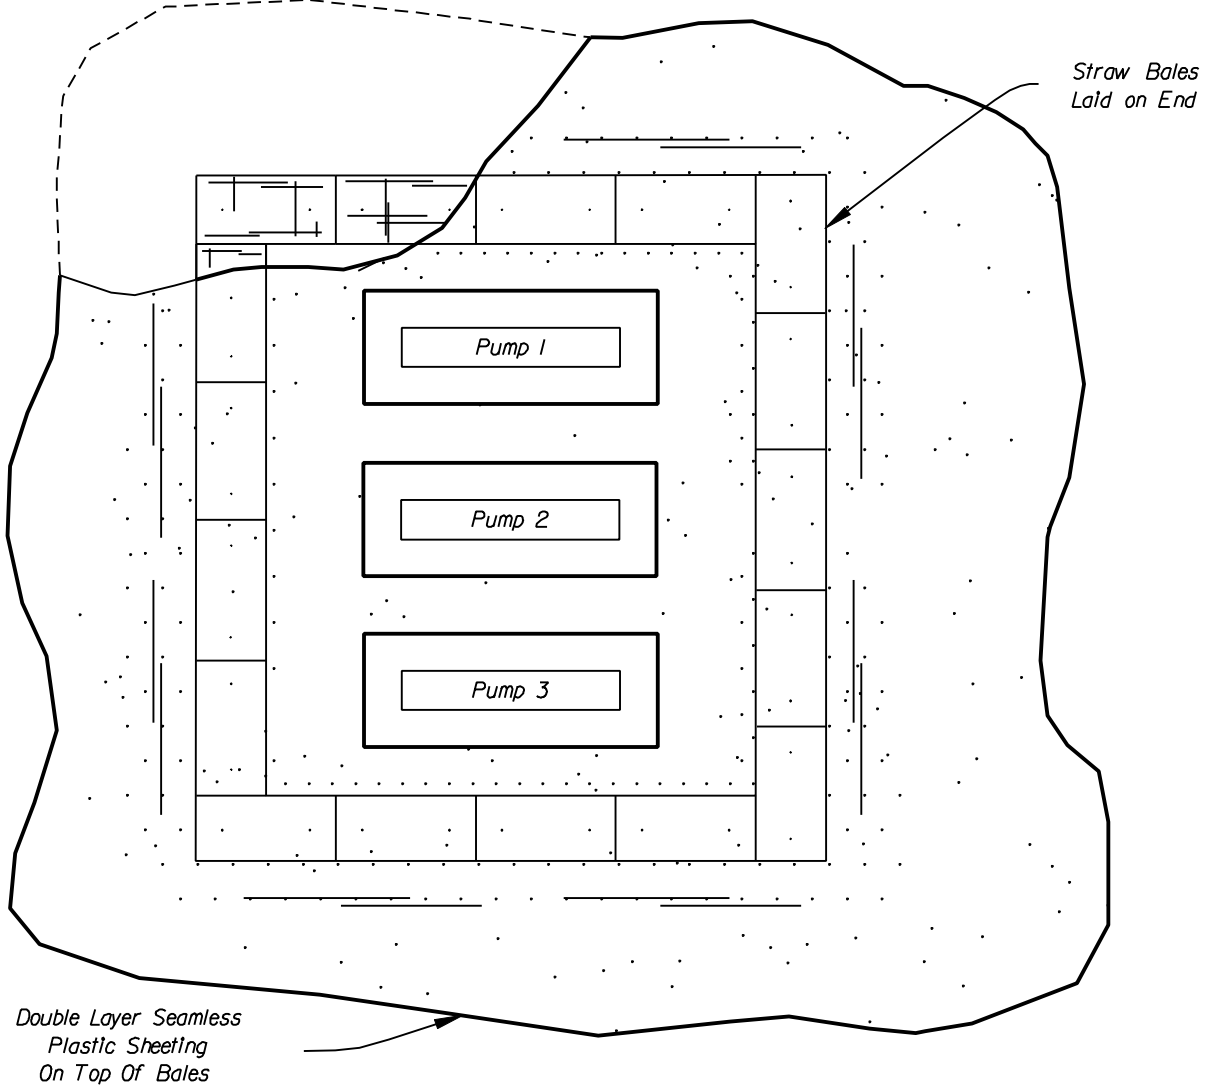 Straw Bales
Laid on End
Pump 1
Pump 2
Pump 3
Double Layer Seamless
Plastic Sheeting
On Top Of Bales